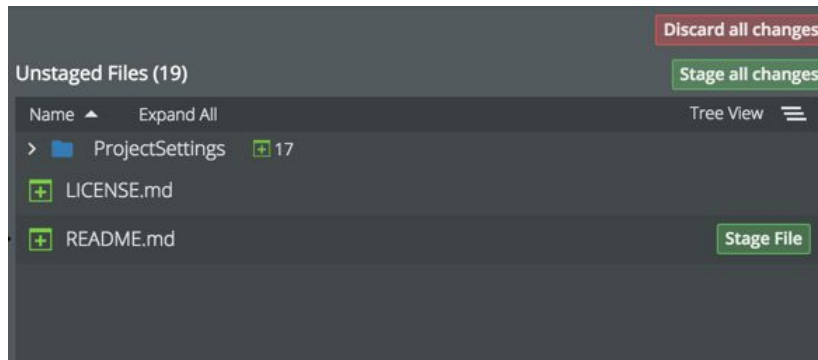 Discard all changes
Unstaged Files (19)
Stage all changes
Name Expand All Tree View
ProjectSettings 17
LICENSE.md
README.md Stage File